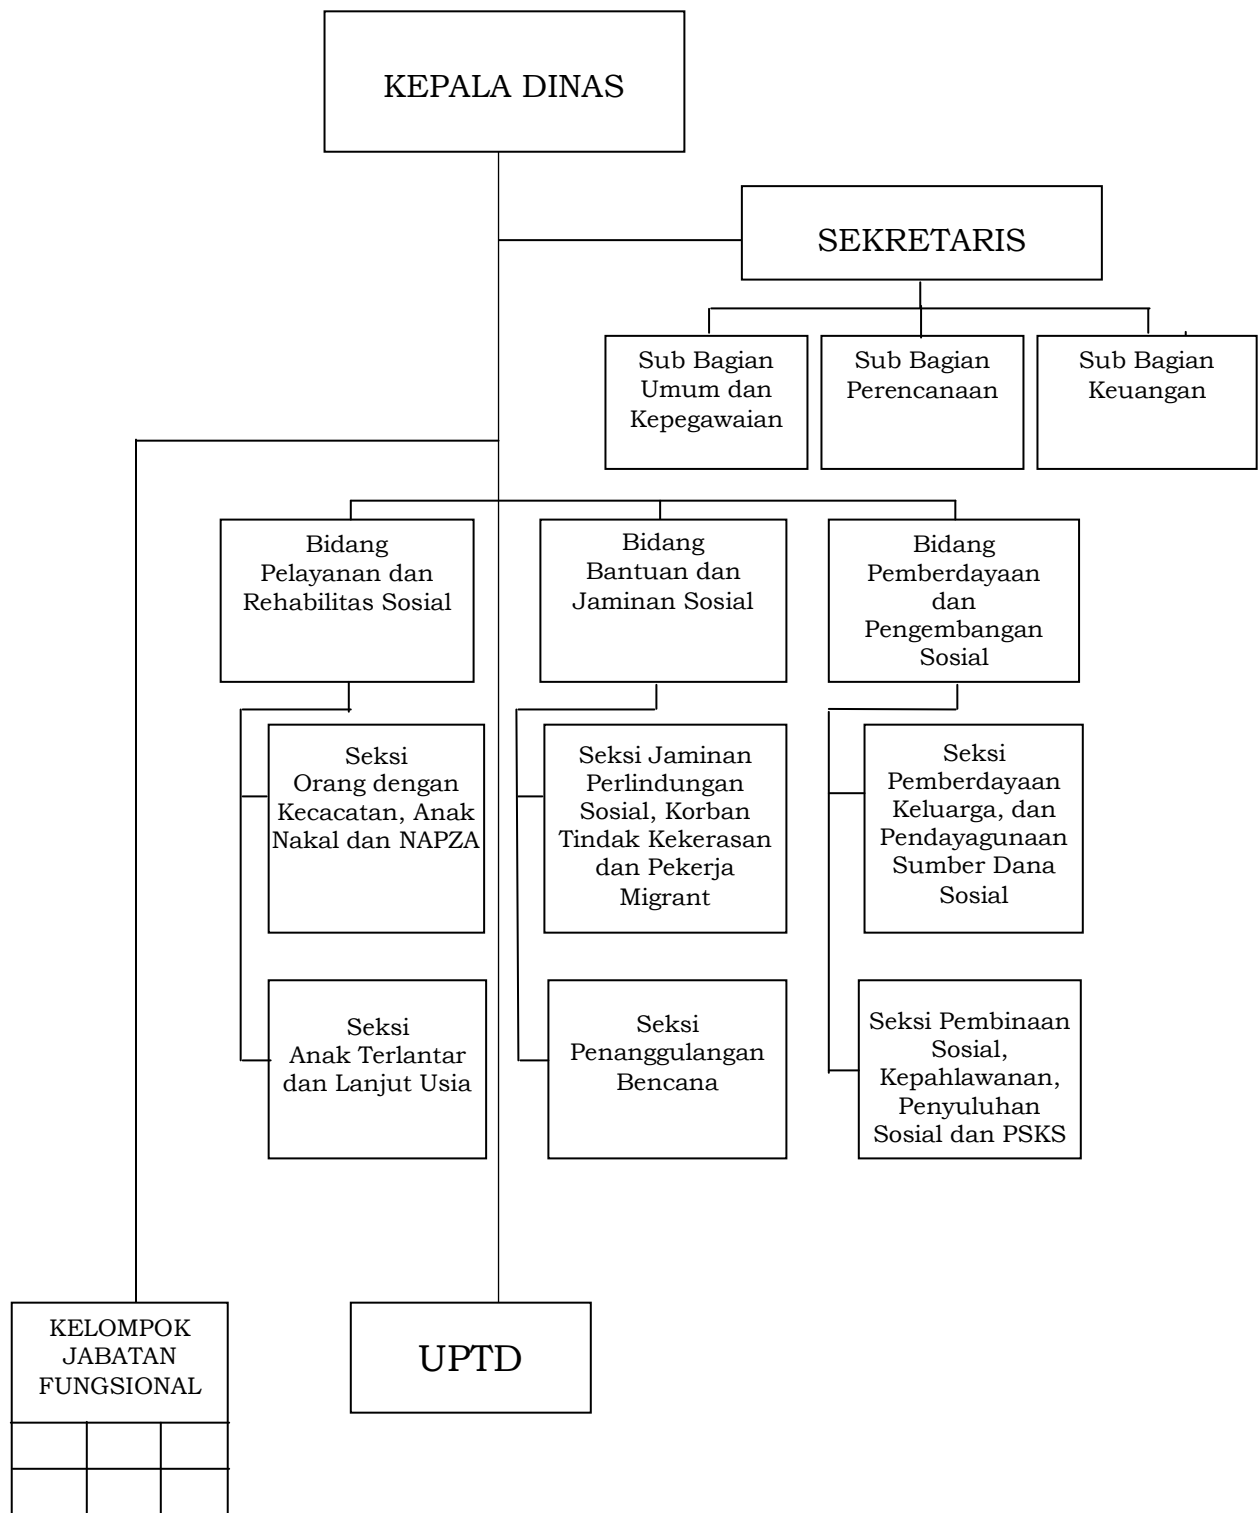 KEPALA DINAS
SEKRETARIS
Sub Bagian
Umum dan
Kepegawaian
Sub Bagian
Perencanaan
Sub Bagian
Keuangan
Bidang
Pelayanan dan
Rehabilitas Sosial
Bidang
Bantuan dan
Jaminan Sosial
Bidang
Pemberdayaan
dan
Pengembangan
Sosial
Seksi
Orang dengan
Kecacatan, Anak
Nakal dan NAPZA
Seksi Jaminan
Perlindungan
Sosial, Korban
Tindak Kekerasan
dan Pekerja
Migrant
Seksi
Pemberdayaan
Keluarga, dan
Pendayagunaan
Sumber Dana
Sosial
Seksi
Anak Terlantar
dan Lanjut Usia
Seksi
Penanggulangan
Bencana
Seksi Pembinaan
Sosial,
Kepahlawanan,
Penyuluhan
Sosial dan PSKS
KELOMPOK
JABATAN
FUNGSIONAL
UPTD